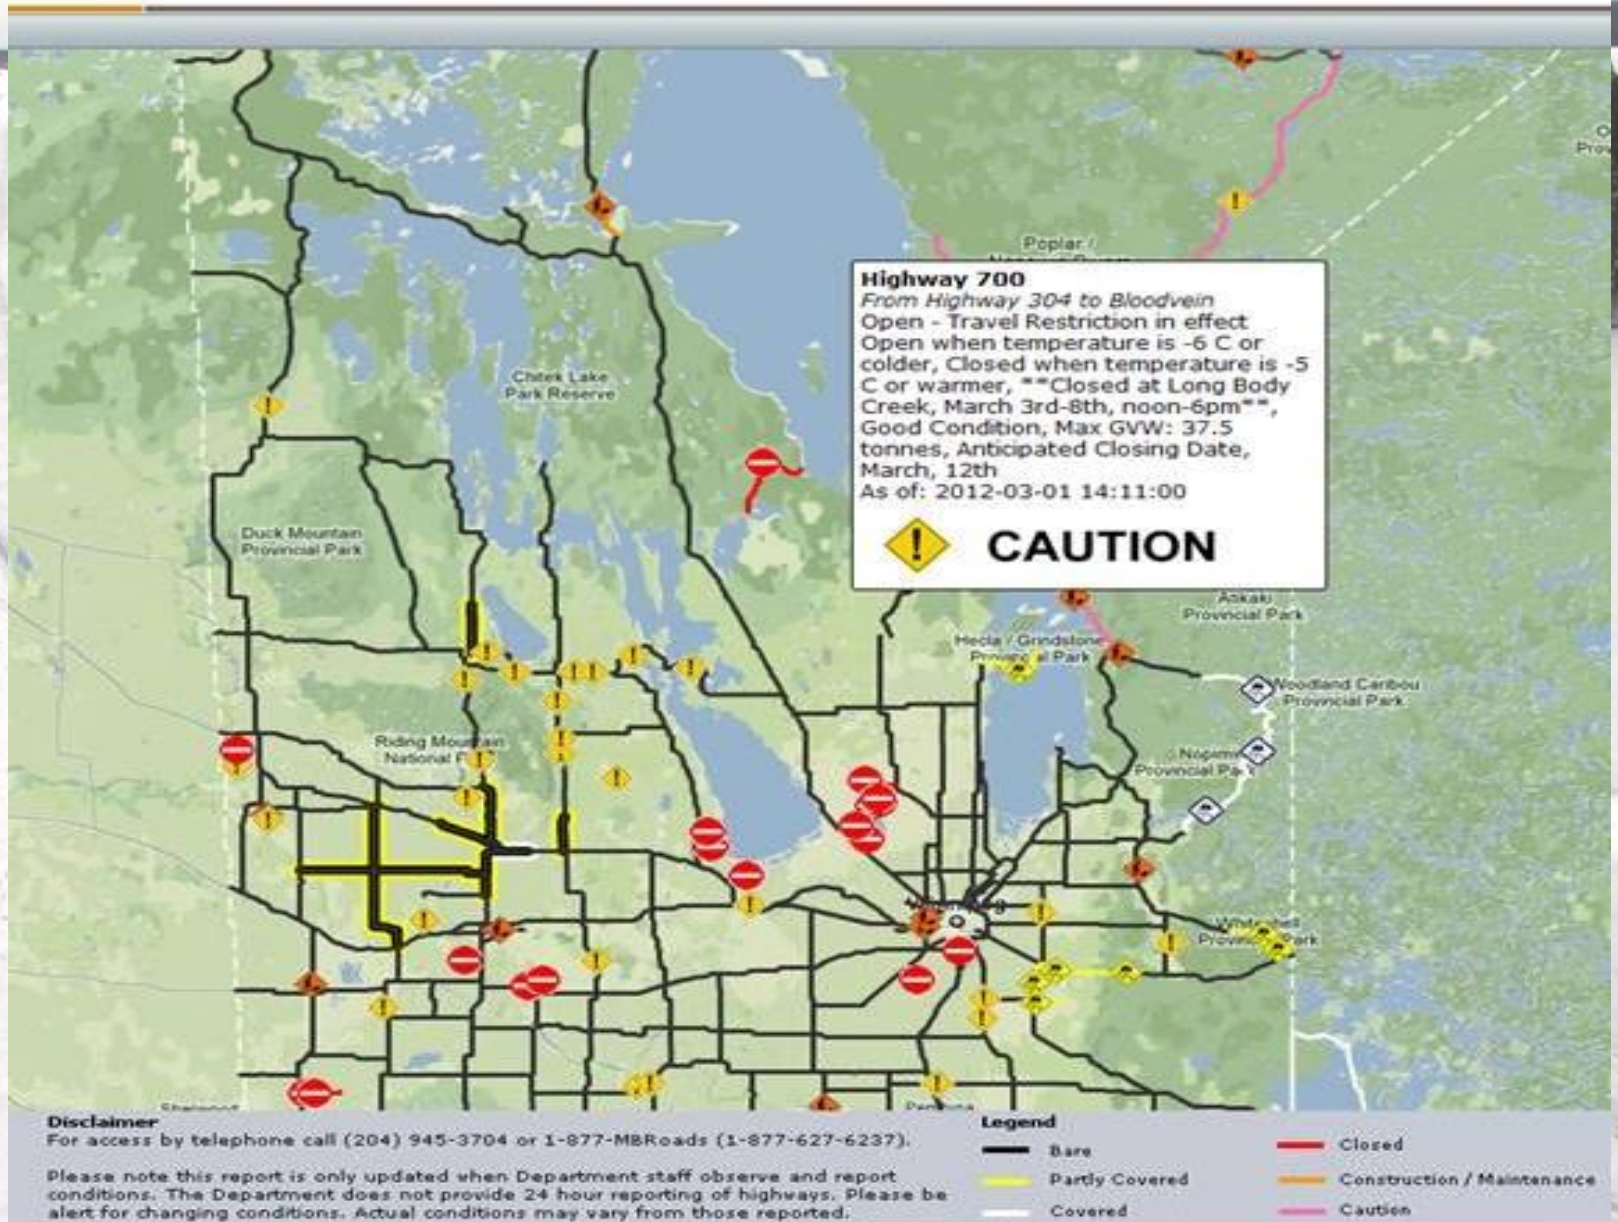 Poplar /
Highway 700
From Highway 304 to Bloodvein
Open - Travel Restriction in effect
Open when temperature is -6 C or
colder, Closed when temperature is -5
C or warmer, **Closed at Long Body
Creek, March 3rd-8th, noon-6pm**,
Good Condition, Max GVW: 37.5
tonnes, Anticipated Closing Date,
March, 12th
As of: 2012-03-01 14:11:00
CAUTION
Chitek Lake
Park Reserve
Duck Mountain
Provincial Park
Atikaki
Provincial Park
Hecla / Grindstone
Provincial Park
Woodland Caribou
Provincial Park
Riding Mountain
National
Provincial
Provincial Park
Disclaimer
For access by telephone call (204) 945-3704 or 1-877-MBRoads (1-877-627-6237).
Please note this report is only updated when Department staff observe and report
conditions. The Department does not provide 24 hour reporting of highways. Please be
alert for changing conditions. Actual conditions may vary from those reported.
Legend
Bare
Partly Covered
Covered
Closed
Construction / Maintenance
Caution